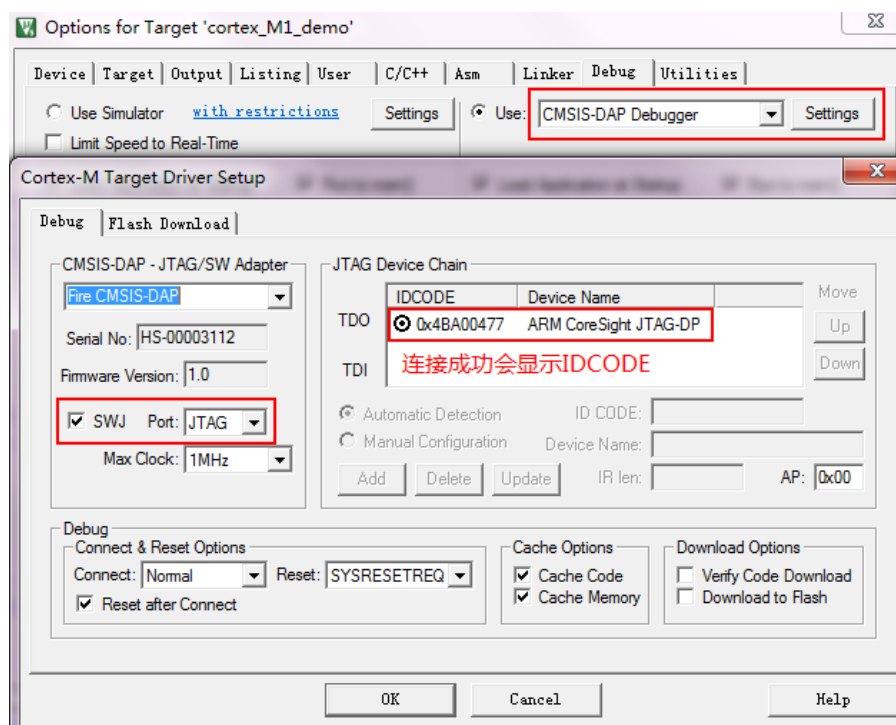 Options for Target 'cortex_M1_demo'
Device Target Output Listing User C/C++ Asm Linker Debug Utilities
Use Simulator with restrictions Settings Use: CMSIS-DAP Debugger Settings
Limit Speed to Real-Time
Cortex-M Target Driver Setup
Debug Flash Download
CMSIS-DAP - JTAG/SW Adapter
Fire CMSIS-DAP
Serial No: HS-00003112
Firmware Version: 1.0
SWJ Port: JTAG
Max Clock: 1MHz
JTAG Device Chain
IDCODE Device Name Move
TDO 0x4BA00477 ARM CoreSight JTAG-DP Up
TDI 连接成功会显示IDCODE Down
Automatic Detection ID CODE:
Manual Configuration Device Name:
Add Delete Update IR len: AP: 0x00
Debug
Connect & Reset Options
Connect: Normal Reset: SYSRESETREQ
Reset after Connect
Cache Options
Cache Code
Cache Memory
Download Options
Verify Code Download
Download to Flash
OK Cancel Help